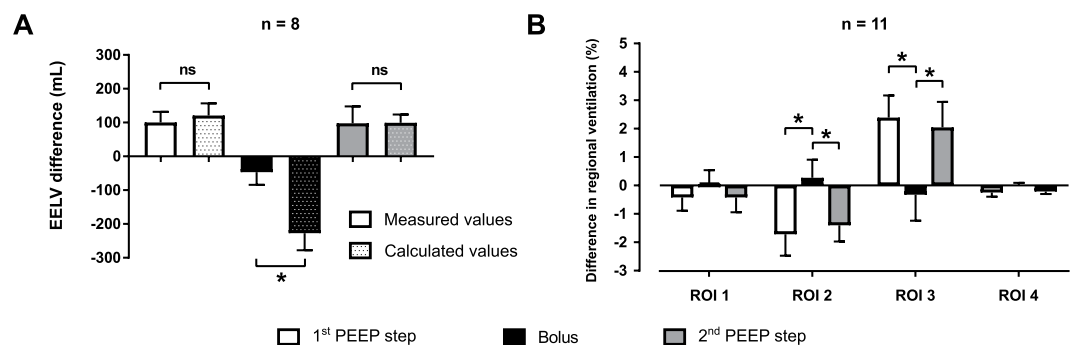 A
n = 8
EELV difference (mL)
300
200
100
0
-100
-200
-300
ns
ns
*
Measured values
Calculated values
B
n = 11
Difference in regional ventilation (%)
5
4
3
2
1
0
-1
-2
-3
*
*
*
*
ROI 1
ROI 2
ROI 3
ROI 4
1st PEEP step
Bolus
2nd PEEP step